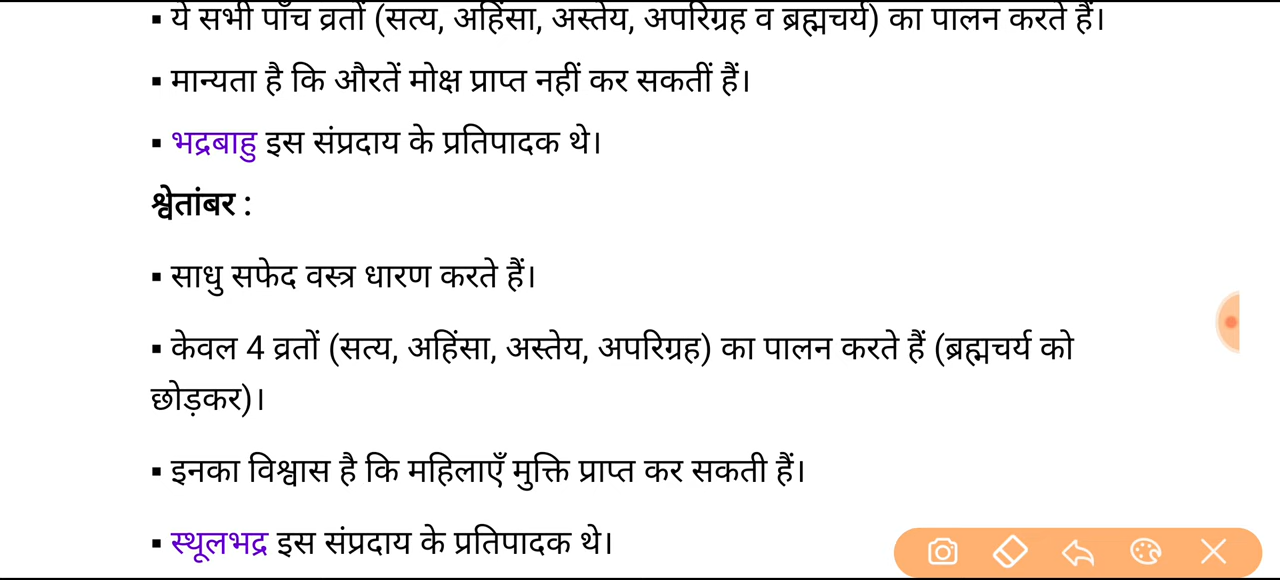 ▪ ये सभी पाँच व्रतों (सत्य, अहिंसा, अस्तेय, अपरिग्रह व ब्रह्मचर्य) का पालन करते हैं।
▪ मान्यता है कि औरतें मोक्ष प्राप्त नहीं कर सकतीं हैं।
▪ भद्रबाहु इस संप्रदाय के प्रतिपादक थे।
श्वेतांबर :
▪ साधु सफेद वस्त्र धारण करते हैं।
▪ केवल 4 व्रतों (सत्य, अहिंसा, अस्तेय, अपरिग्रह) का पालन करते हैं (ब्रह्मचर्य को
छोड़कर)।
▪ इनका विश्वास है कि महिलाएँ मुक्ति प्राप्त कर सकती हैं।
▪ स्थूलभद्र इस संप्रदाय के प्रतिपादक थे।